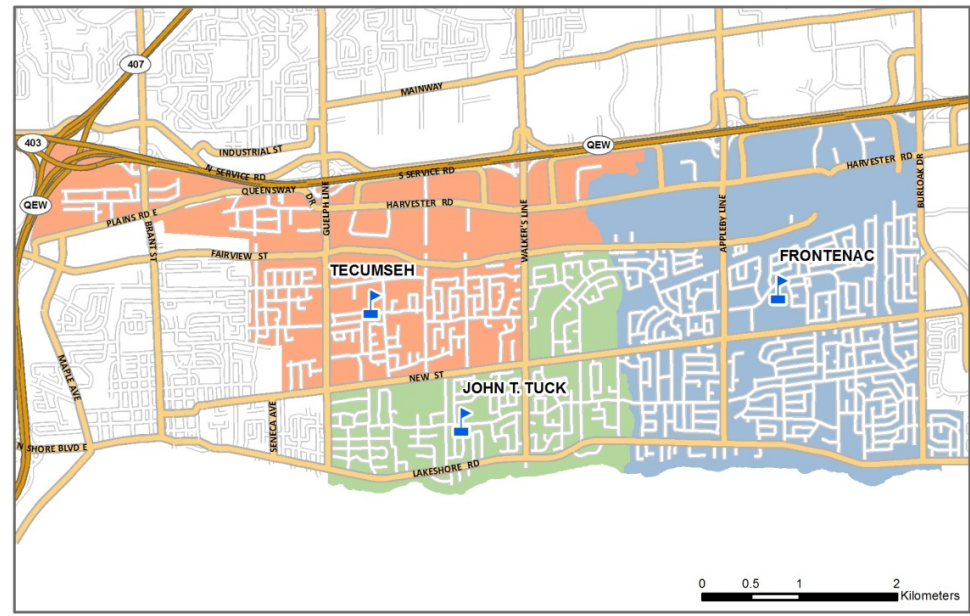 407
MAINWAY
403
INDUSTRIAL ST
QEW
N SERVICE RD
S SERVICE RD
HARVESTER RD
QUEENSWAY DR
HARVESTER RD
QEW
PLAINS RD E
BRANT ST
GUELPH LINE
WALKER'S LINE
APPLEBY LINE
BURLOAK DR
FAIRVIEW ST
TECUMSEH
FRONTENAC
MAPLE AVE
NEW ST
JOHN T. TUCK
SENECA AVE
N SHORE BLVD E
LAKESHORE RD
0 0.5 1 2
Kilometers